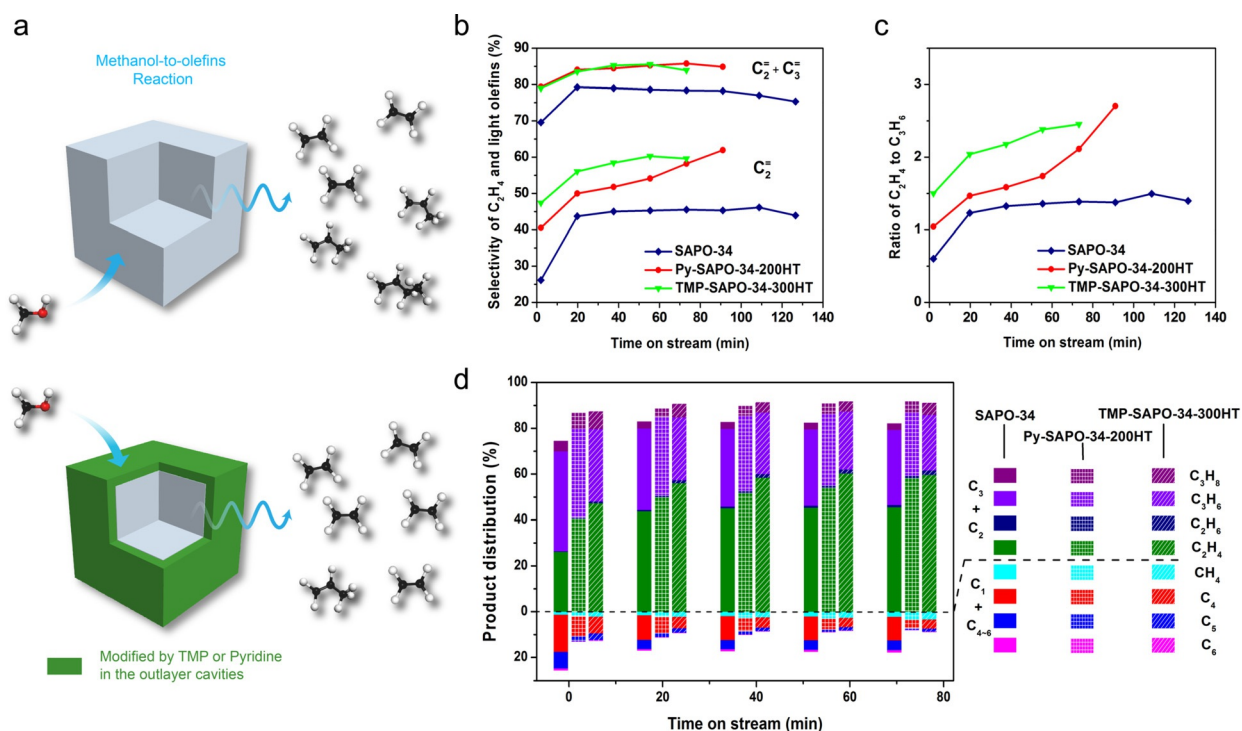 a
Methanol-to-olefins
Reaction
Modified by TMP or Pyridine
in the outlayer cavities
b
Selectivity of C₂H₄ and light olefins (%)
90
80
70
60
50
40
30
20
C₂⁼ + C₃⁼
C₂⁼
SAPO-34
Py-SAPO-34-200HT
TMP-SAPO-34-300HT
0 20 40 60 80 100 120 140
Time on stream (min)
c
Ratio of C₂H₄ to C₃H₆
3
2
1
0
SAPO-34
Py-SAPO-34-200HT
TMP-SAPO-34-300HT
0 20 40 60 80 100 120 140
Time on stream (min)
d
Product distribution (%)
100
80
60
40
20
0
20
0 20 40 60 80
Time on stream (min)
SAPO-34 TMP-SAPO-34-300HT
Py-SAPO-34-200HT
C₃
+
C₂
C₁
+
C₄~₆
C₃H₈
C₃H₆
C₂H₆
C₂H₄
CH₄
C₄
C₅
C₆